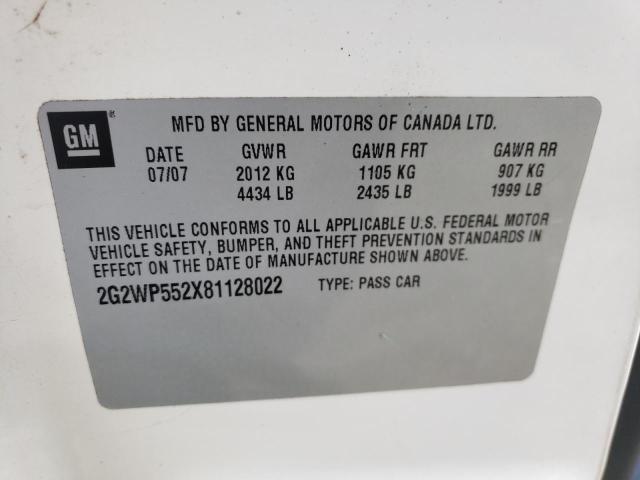 GM®
MFD BY GENERAL MOTORS OF CANADA LTD.
DATE GVWR GAWR FRT GAWR RR
07/07 2012 KG 1105 KG 907 KG
4434 LB 2435 LB 1999 LB
THIS VEHICLE CONFORMS TO ALL APPLICABLE U.S. FEDERAL MOTOR
VEHICLE SAFETY, BUMPER, AND THEFT PREVENTION STANDARDS IN
EFFECT ON THE DATE OF MANUFACTURE SHOWN ABOVE.
2G2WP552X81128022 TYPE: PASS CAR